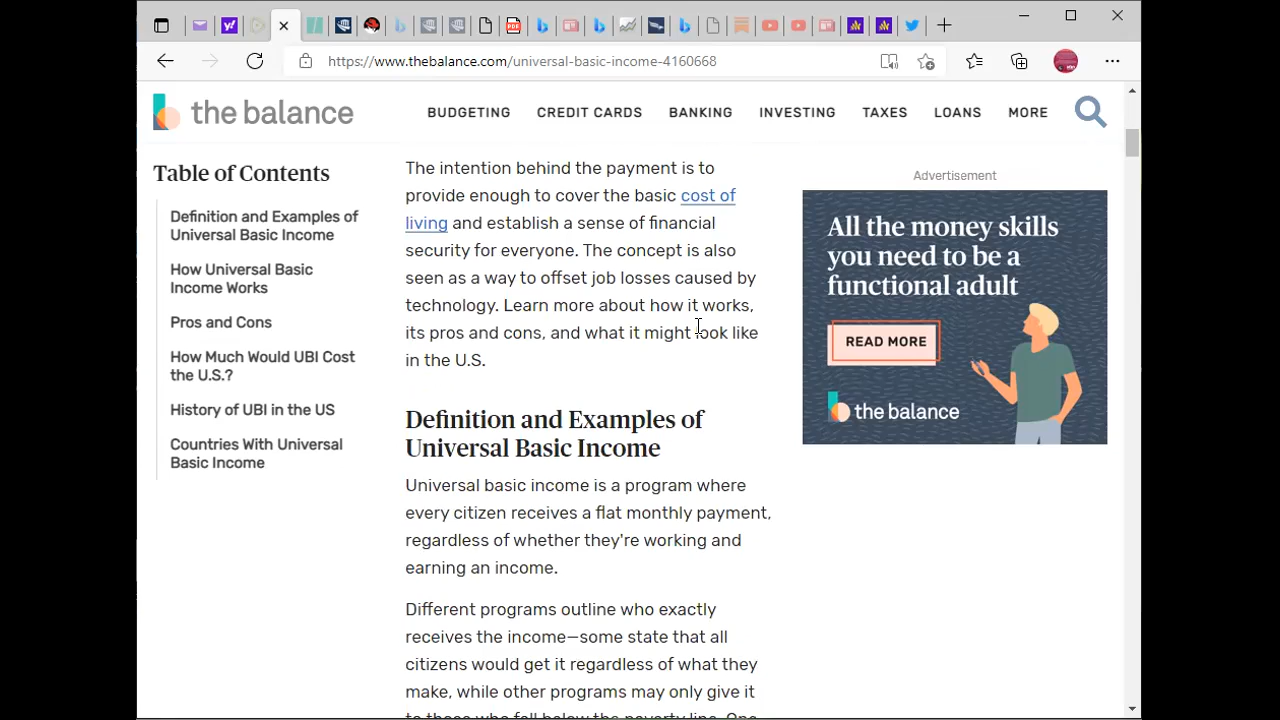 https://www.thebalance.com/universal-basic-income-4160668
the balance
BUDGETING CREDIT CARDS BANKING INVESTING TAXES LOANS MORE
Table of Contents
Definition and Examples of
Universal Basic Income
How Universal Basic
Income Works
Pros and Cons
How Much Would UBI Cost
the U.S.?
History of UBI in the US
Countries With Universal
Basic Income
The intention behind the payment is to
provide enough to cover the basic cost of
living and establish a sense of financial
security for everyone. The concept is also
seen as a way to offset job losses caused by
technology. Learn more about how it works,
its pros and cons, and what it might look like
in the U.S.
Definition and Examples of
Universal Basic Income
Universal basic income is a program where
every citizen receives a flat monthly payment,
regardless of whether they're working and
earning an income.
Different programs outline who exactly
receives the income—some state that all
citizens would get it regardless of what they
make, while other programs may only give it
to those who fall below the poverty line. One
Advertisement
All the money skills
you need to be a
functional adult
READ MORE
the balance